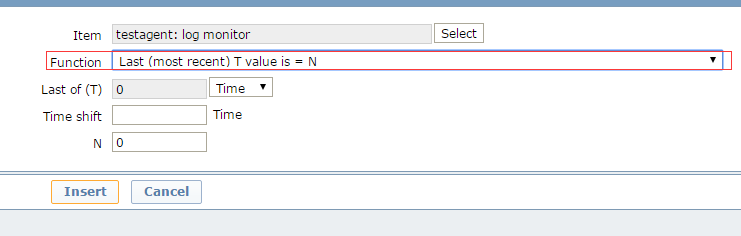 Item testagent: log monitor Select
Function Last (most recent) T value is = N
Last of (T) 0 Time
Time shift Time
N 0
Insert Cancel